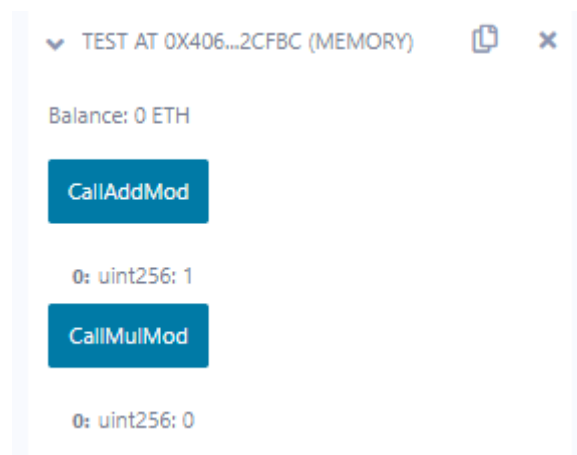 TEST AT 0X406...2CFBC (MEMORY)
Balance: 0 ETH
CallAddMod
0: uint256: 1
CallMulMod
0: uint256: 0